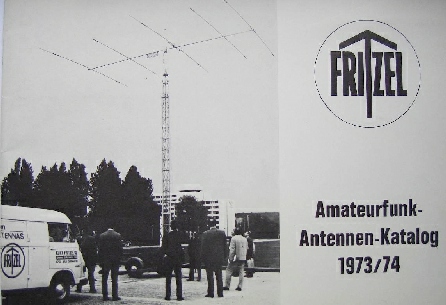 FRITZEL
Amateurfunk-
Antennen-Katalog
1973/74
FRITZEL